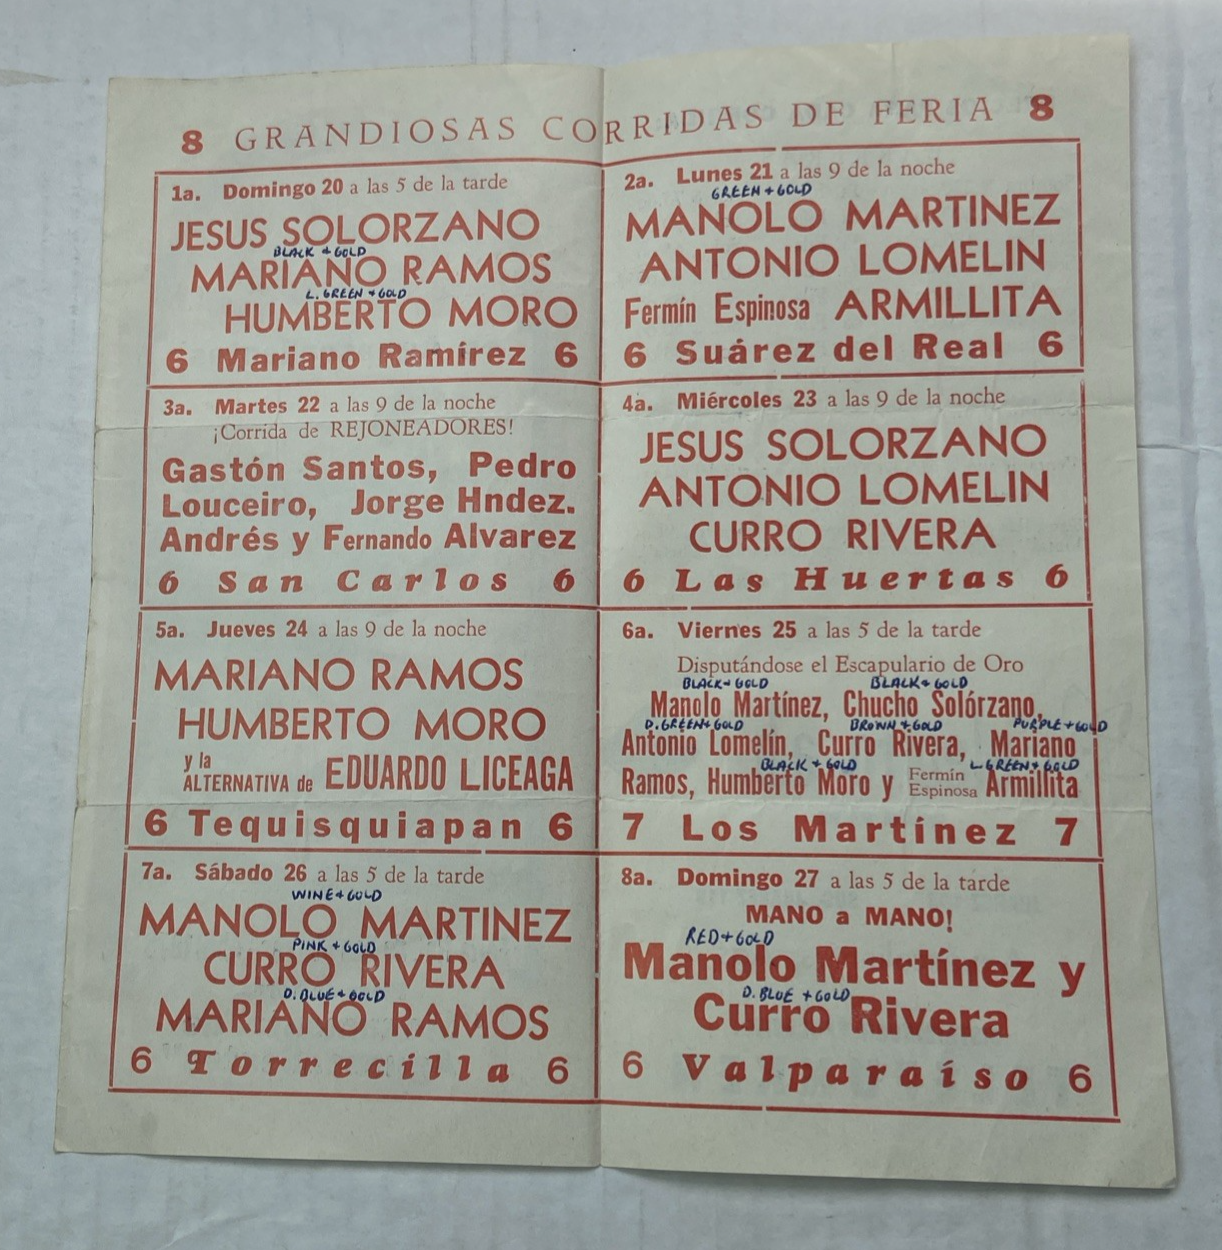 8 GRANDIOSAS CORRIDAS DE FERIA 8
1a. Domingo 20 a las 5 de la tarde
JESUS SOLORZANO
BLACK + GOLD
MARIANO RAMOS
L. GREEN + GOLD
HUMBERTO MORO
6 Mariano Ramírez 6
2a. Lunes 21 a las 9 de la noche
GREEN + GOLD
MANOLO MARTINEZ
ANTONIO LOMELIN
Fermín Espinosa ARMILLITA
6 Suárez del Real 6
3a. Martes 22 a las 9 de la noche
¡Corrida de REJONEADORES!
Gastón Santos, Pedro
Louceiro, Jorge Hndez.
Andrés y Fernando Alvarez
6 San Carlos 6
4a. Miércoles 23 a las 9 de la noche
JESUS SOLORZANO
ANTONIO LOMELIN
CURRO RIVERA
6 Las Huertas 6
5a. Jueves 24 a las 9 de la noche
MARIANO RAMOS
HUMBERTO MORO
y la
ALTERNATIVA de EDUARDO LICEAGA
6 Tequisquiapan 6
6a. Viernes 25 a las 5 de la tarde
Disputándose el Escapulario de Oro
BLACK + GOLD BLACK + GOLD
Manolo Martínez, Chucho Solórzano,
D. GREEN + GOLD BROWN + GOLD PURPLE + GOLD
Antonio Lomelín, Curro Rivera, Mariano
BLACK + GOLD L. GREEN + GOLD
Ramos, Humberto Moro y Fermín Espinosa Armillita
7 Los Martínez 7
7a. Sábado 26 a las 5 de la tarde
WINE + GOLD
MANOLO MARTINEZ
PINK + GOLD
CURRO RIVERA
D. BLUE + GOLD
MARIANO RAMOS
6 Torrecilla 6
8a. Domingo 27 a las 5 de la tarde
MANO a MANO!
RED + GOLD
Manolo Martínez y
D. BLUE + GOLD
Curro Rivera
6 Valparaíso 6